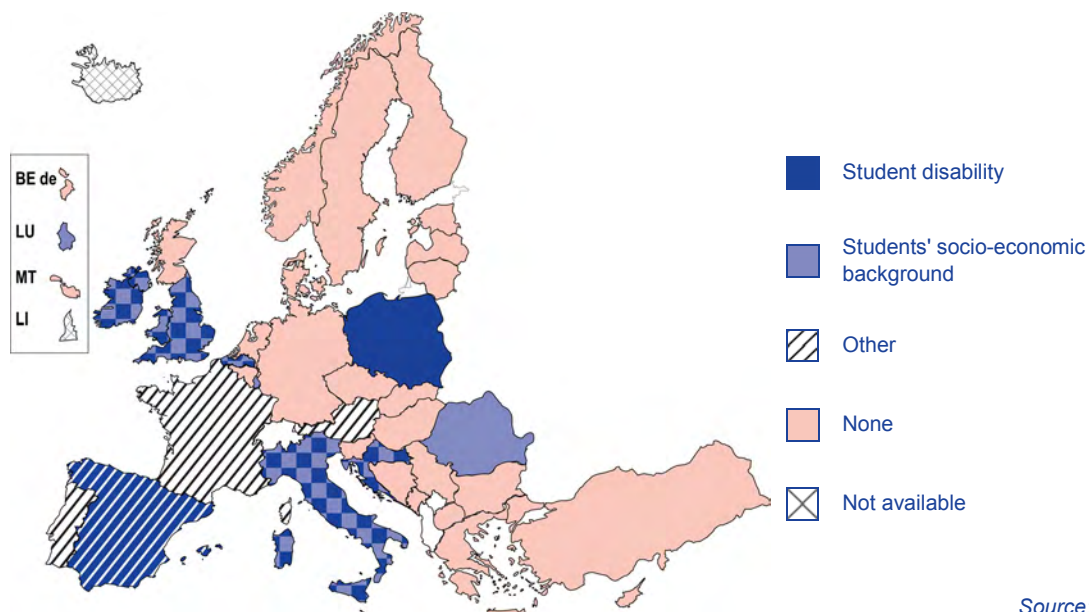 BE de
LU
MT
LI
Student disability
Students' socio-economic
background
Other
None
Not available
Source